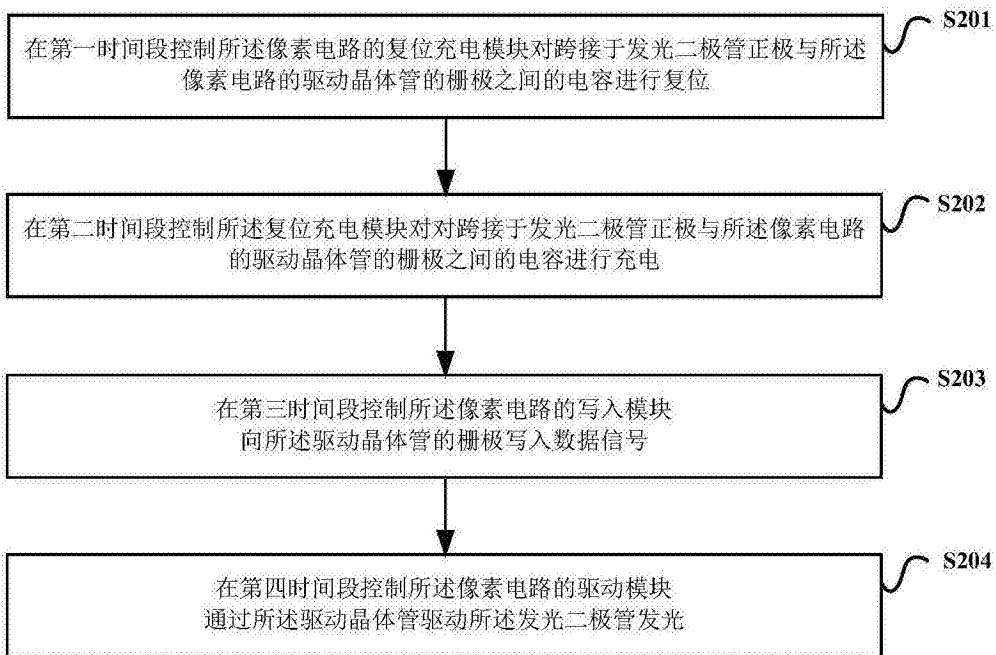 S201
在第一时间段控制所述像素电路的复位充电模块对跨接于发光二极管正极与所述
像素电路的驱动晶体管的栅极之间的电容进行复位
S202
在第二时间段控制所述复位充电模块对对跨接于发光二极管正极与所述像素电路
的驱动晶体管的栅极之间的电容进行充电
S203
在第三时间段控制所述像素电路的写入模块
向所述驱动晶体管的栅极写入数据信号
S204
在第四时间段控制所述像素电路的驱动模块
通过所述驱动晶体管驱动所述发光二极管发光